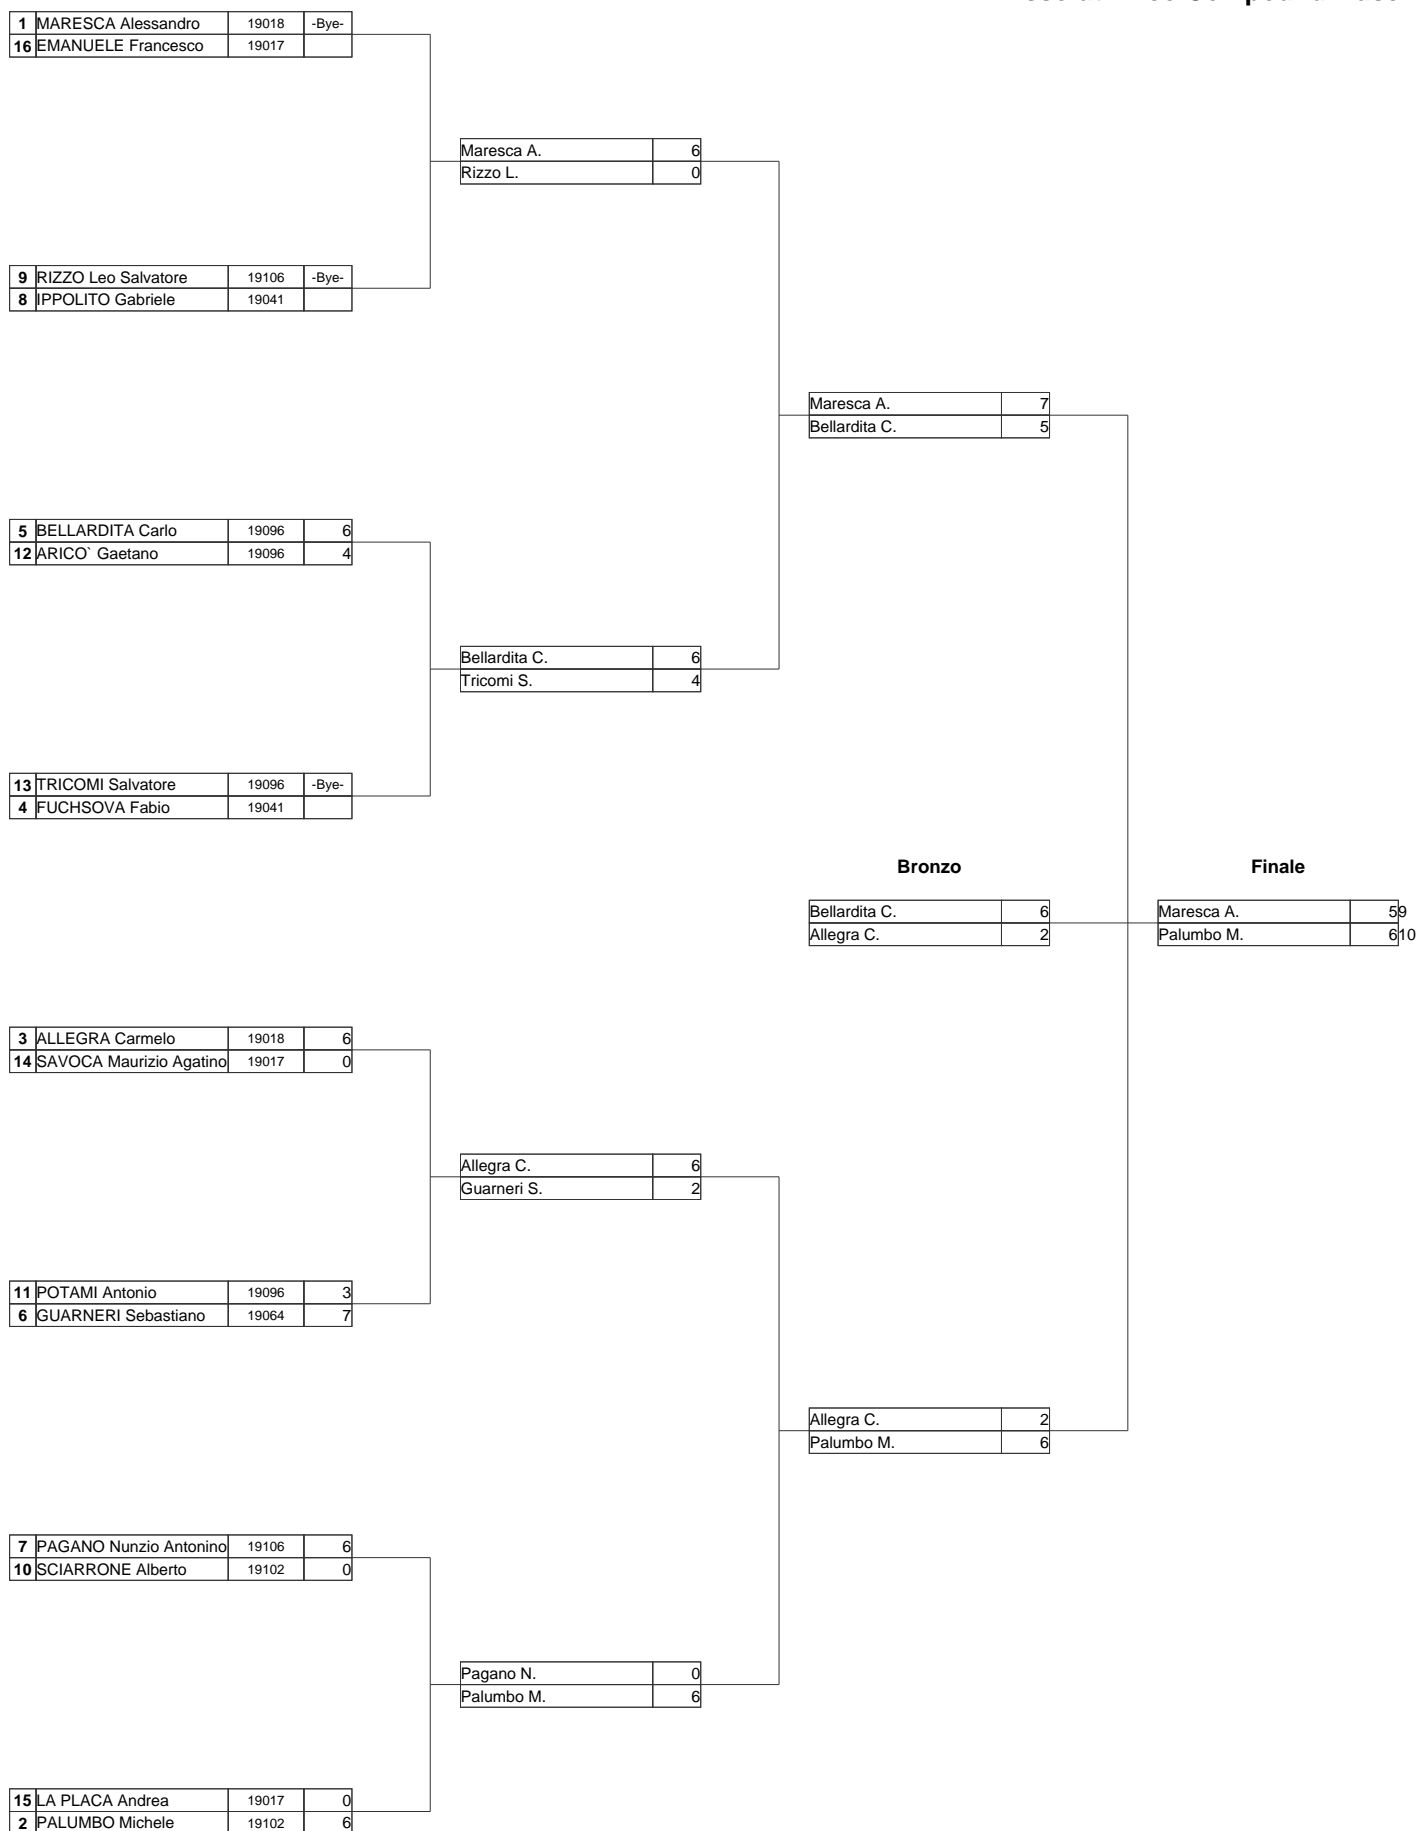 1 MARESCA Alessandro 19018 -Bye-
16 EMANUELE Francesco 19017
Maresca A. 6
Rizzo L. 0
9 RIZZO Leo Salvatore 19106 -Bye-
8 IPPOLITO Gabriele 19041
Maresca A. 7
Bellardita C. 5
5 BELLARDITA Carlo 19096 6
12 ARICO` Gaetano 19096 4
Bellardita C. 6
Tricomi S. 4
13 TRICOMI Salvatore 19096 -Bye-
4 FUCHSOVA Fabio 19041
Bronzo Finale
Bellardita C. 6 Maresca A. 59
Allegra C. 2 Palumbo M. 610
3 ALLEGRA Carmelo 19018 6
14 SAVOCA Maurizio Agatino 19017 0
Allegra C. 6
Guarneri S. 2
11 POTAMI Antonio 19096 3
6 GUARNERI Sebastiano 19064 7
Allegra C. 2
Palumbo M. 6
7 PAGANO Nunzio Antonino 19106 6
10 SCIARRONE Alberto 19102 0
Pagano N. 0
Palumbo M. 6
15 LA PLACA Andrea 19017 0
2 PALUMBO Michele 19102 6